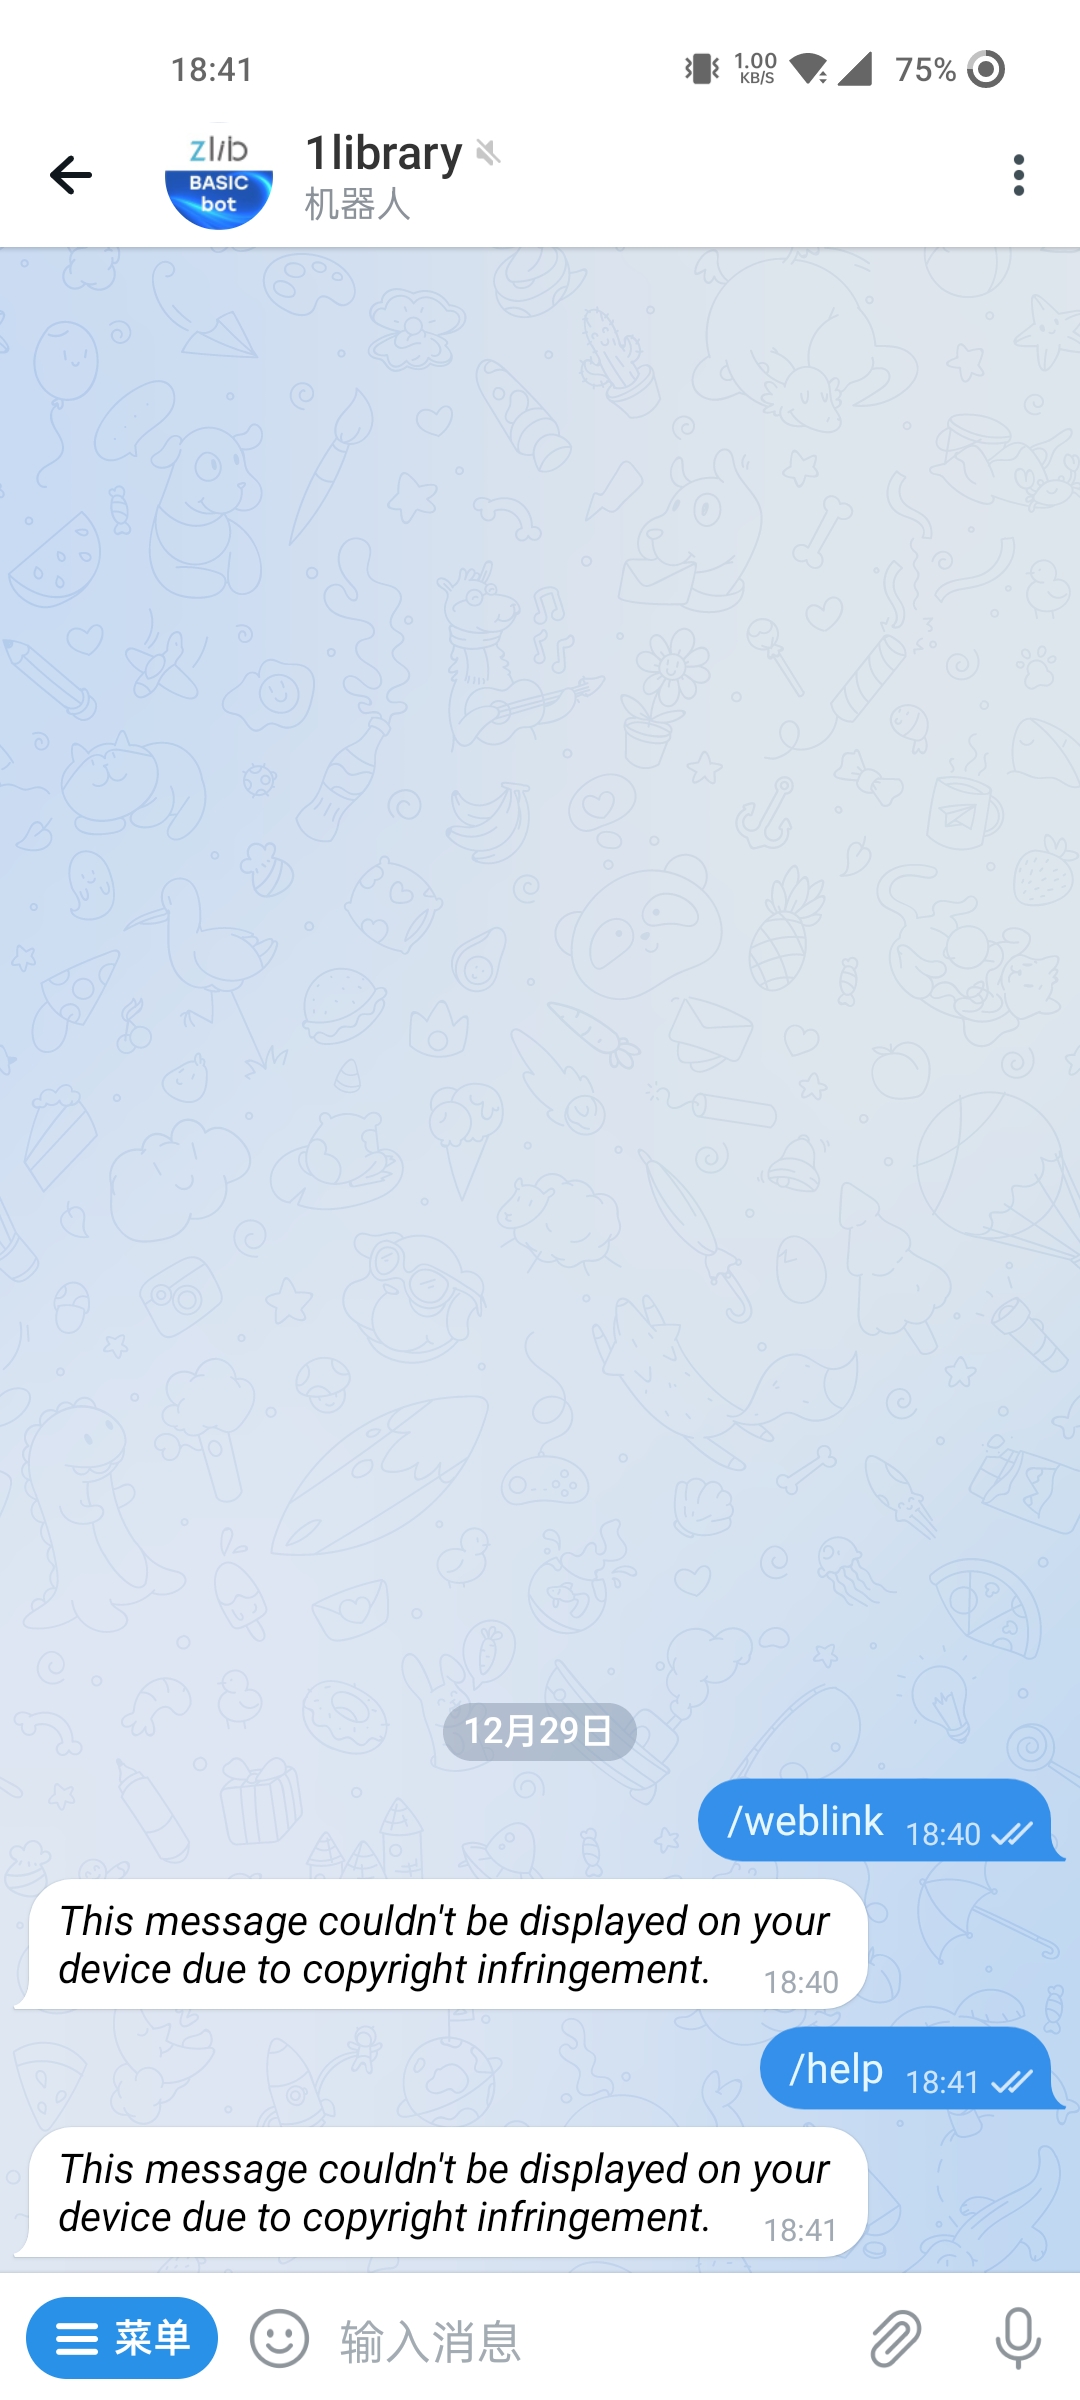 18:41
1.00
KB/S
75%
zlib
BASIC
bot
1library
机器人
12月29日
/weblink 18:40
This message couldn't be displayed on your
device due to copyright infringement. 18:40
/help 18:41
This message couldn't be displayed on your
device due to copyright infringement. 18:41
菜单
输入消息